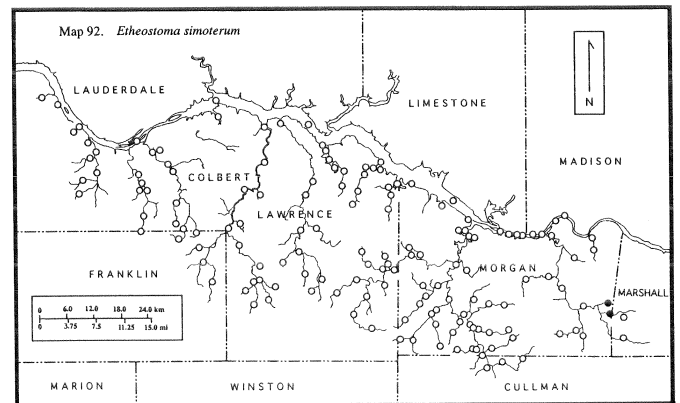 Map 92. Etheostoma simoterum
LAUDERDALE
LIMESTONE
N
MADISON
COLBERT
LAWRENCE
FRANKLIN
MORGAN
MARSHALL
0 6.0 12.0 18.0 24.0 km
0 3.75 7.5 11.25 15.0 mi
MARION
WINSTON
CULLMAN